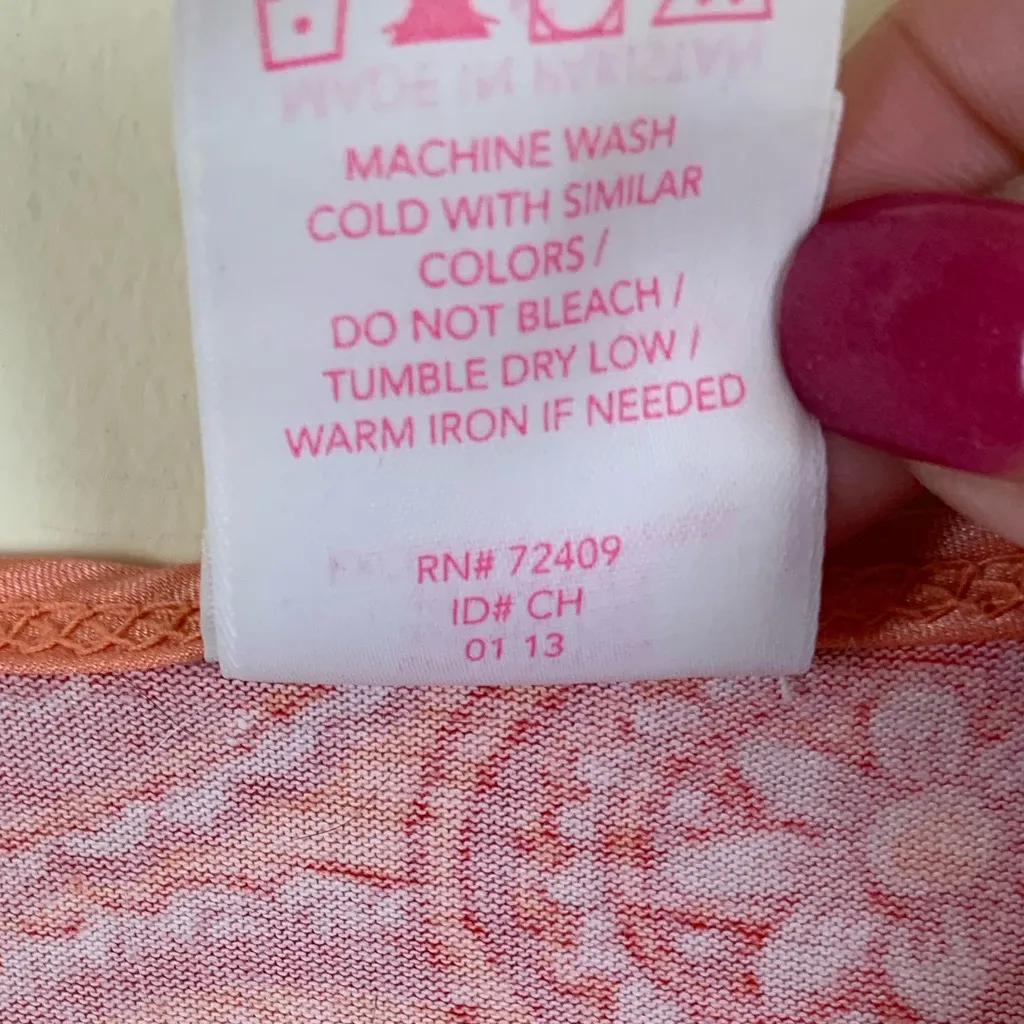 MACHINE WASH
COLD WITH SIMILAR
COLORS /
DO NOT BLEACH /
TUMBLE DRY LOW /
WARM IRON IF NEEDED
RN# 72409
ID# CH
01 13